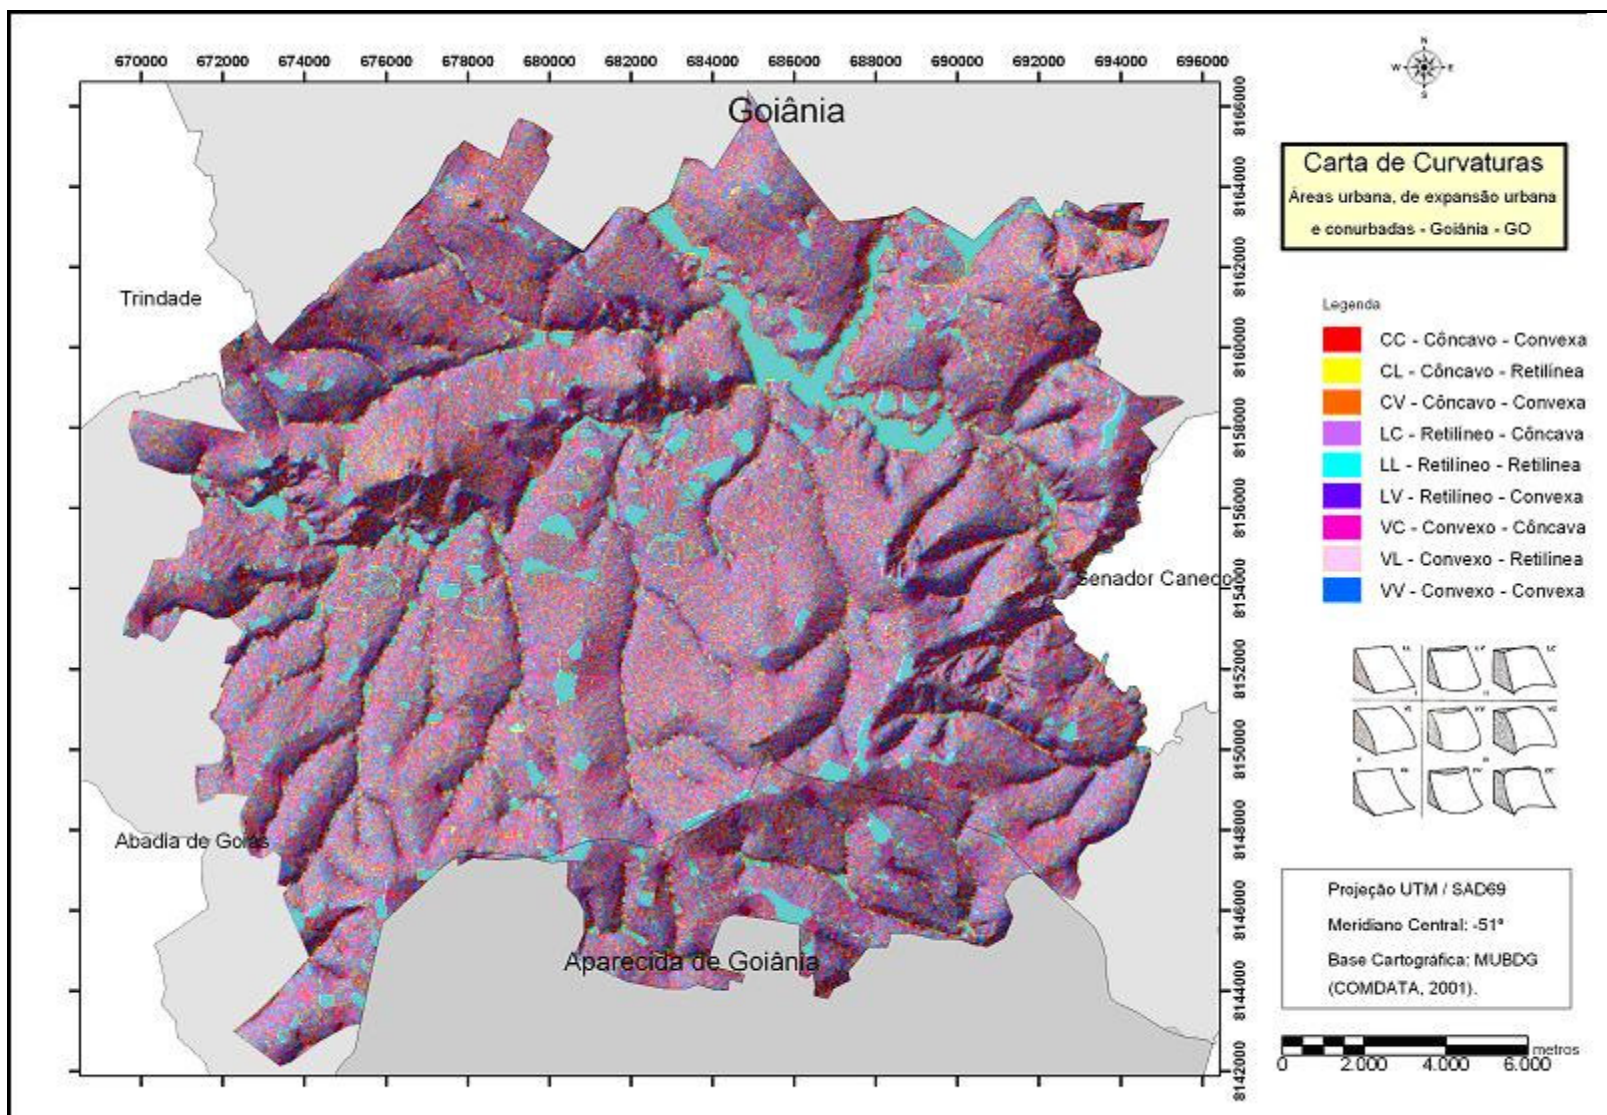 670000 672000 674000 676000 678000 680000 682000 684000 686000 688000 690000 692000 694000 696000
Goiânia
Trindade
Senador Canedo
Abadia de Goiás
Aparecida de Goiânia
8166000
8164000
8162000
8160000
8158000
8156000
8154000
8152000
8150000
8148000
8146000
8144000
8142000
N
W E
S
Carta de Curvaturas
Áreas urbana, de expansão urbana
e conurbadas - Goiânia - GO
Legenda
CC - Côncavo - Convexa
CL - Côncavo - Retilínea
CV - Côncavo - Convexa
LC - Retilíneo - Côncava
LL - Retilíneo - Retilinea
LV - Retilíneo - Convexa
VC - Convexo - Côncava
VL - Convexo - Retilínea
VV - Convexo - Convexa
Projeção UTM / SAD69
Meridiano Central: -51º
Base Cartográfica: MUBDG
(COMDATA, 2001).
metros
0 2.000 4.000 6.000